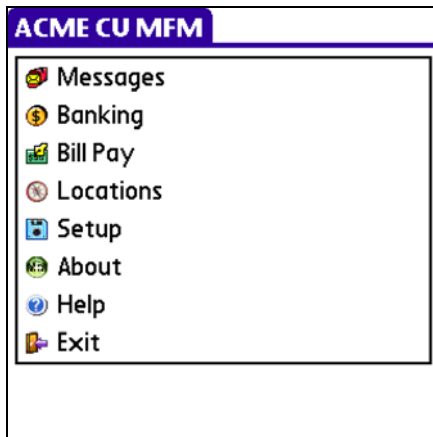 ACME CU MFM
Messages
Banking
Bill Pay
Locations
Setup
About
Help
Exit